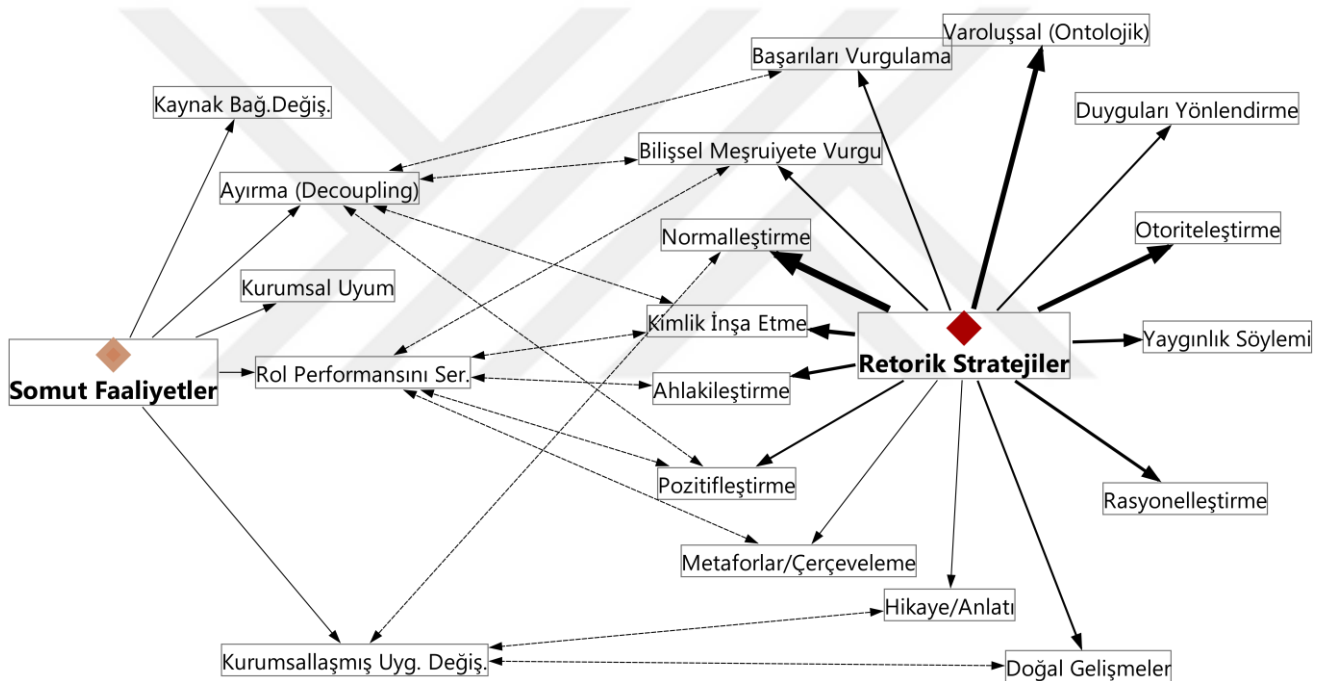 Varoluşsal (Ontolojik)
Başarıları Vurgulama
Kaynak Bağ.Değiş.
Duyguları Yönlendirme
Bilişsel Meşruiyete Vurgu
Ayırma (Decoupling)
Normalleştirme
Otoriteleştirme
Kurumsal Uyum
Kimlik İnşa Etme
Yaygınlık Söylemi
Retorik Stratejiler
Rol Performansını Ser.
Somut Faaliyetler
Ahlakileştirme
Pozitifleştirme
Rasyonelleştirme
Metaforlar/Çerçeveleme
Hikaye/Anlatı
Kurumsallaşmış Uyg. Değiş.
Doğal Gelişmeler